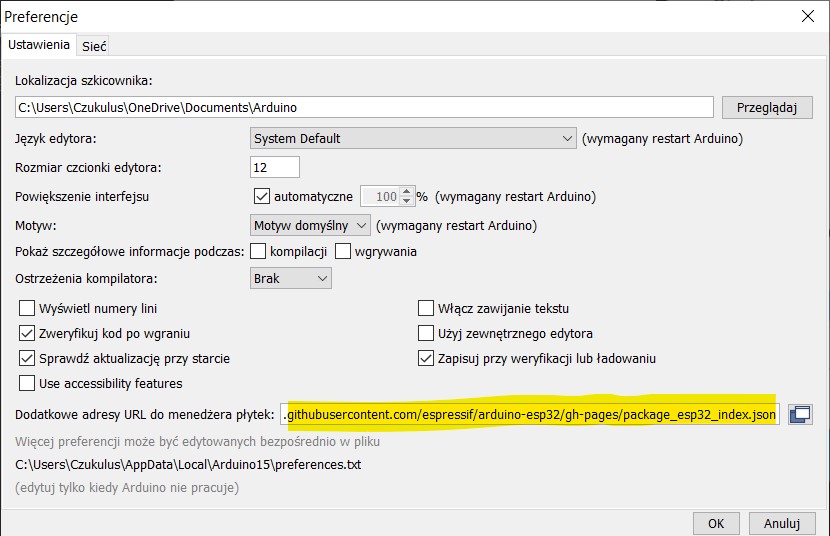 Preferencje
Ustawienia Sieć
Lokalizacja szkicownika:
C:\Users\Czukulus\OneDrive\Documents\Arduino Przeglądaj
Język edytora: System Default (wymagany restart Arduino)
Rozmiar czcionki edytora: 12
Powiększenie interfejsu automatyczne 100 % (wymagany restart Arduino)
Motyw: Motyw domyślny (wymagany restart Arduino)
Pokaż szczegółowe informacje podczas: kompilacji wgrywania
Ostrzeżenia kompilatora: Brak
Wyświetl numery lini Włącz zawijanie tekstu
Zweryfikuj kod po wgraniu Użyj zewnętrznego edytora
Sprawdź aktualizację przy starcie Zapisuj przy weryfikacji lub ładowaniu
Use accessibility features
Dodatkowe adresy URL do menedżera płytek: .githubusercontent.com/espressif/arduino-esp32/gh-pages/package_esp32_index.json
Więcej preferencji może być edytowanych bezpośrednio w pliku
C:\Users\Czukulus\AppData\Local\Arduino15\preferences.txt
(edytuj tylko kiedy Arduino nie pracuje)
OK Anuluj